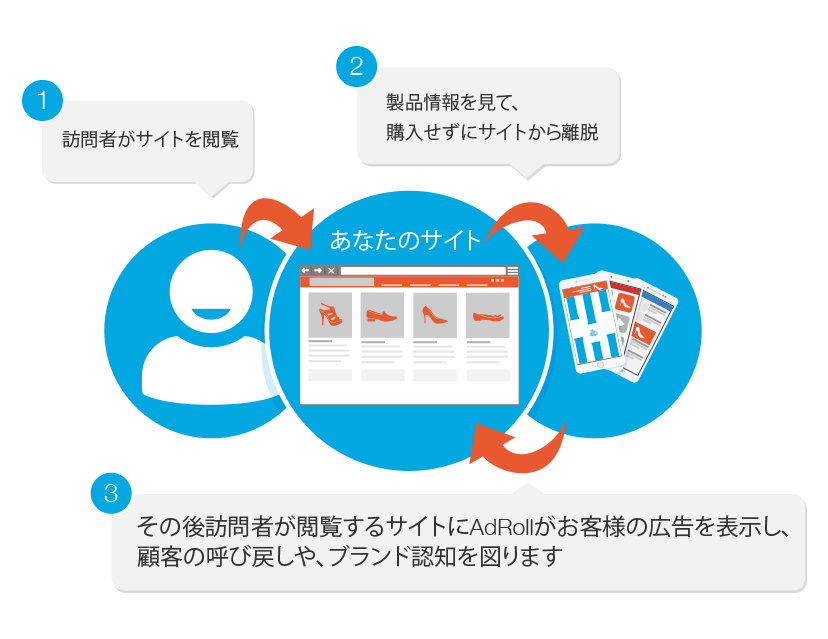 1
訪問者がサイトを閲覧
2
製品情報を見て、
購入せずにサイトから離脱
あなたのサイト
3
その後訪問者が閲覧するサイトにAdRollがお客様の広告を表示し、
顧客の呼び戻しや、ブランド認知を図ります